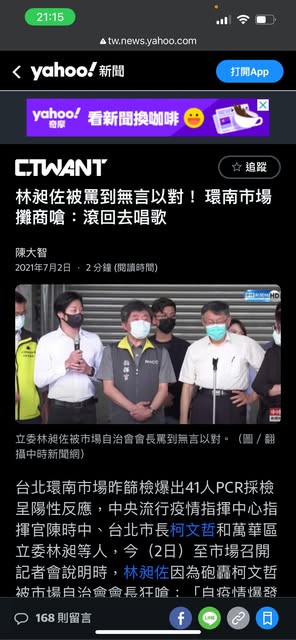 21:15
tw.news.yahoo.com
yahoo! 新聞
打開App
yahoo!
奇摩
看新聞換咖啡
CTWANT
☆ 追蹤
林昶佐被罵到無言以對！ 環南市場
攤商嗆：滾回去唱歌
陳大智
2021年7月2日 · 2 分鐘 (閱讀時間)
指揮官
立委林昶佐被市場自治會會長罵到無言以對。（圖／翻
攝中時新聞網）
台北環南市場昨篩檢爆出41人PCR採檢
呈陽性反應，中央流行疫情指揮中心指
揮官陳時中、台北市長柯文哲和萬華區
立委林昶佐等人，今（2日）至市場召開
記者會說明時，林昶佐因為砲轟柯文哲
被市場自治會會長狂嗆：「自疫情爆發
168 則留言